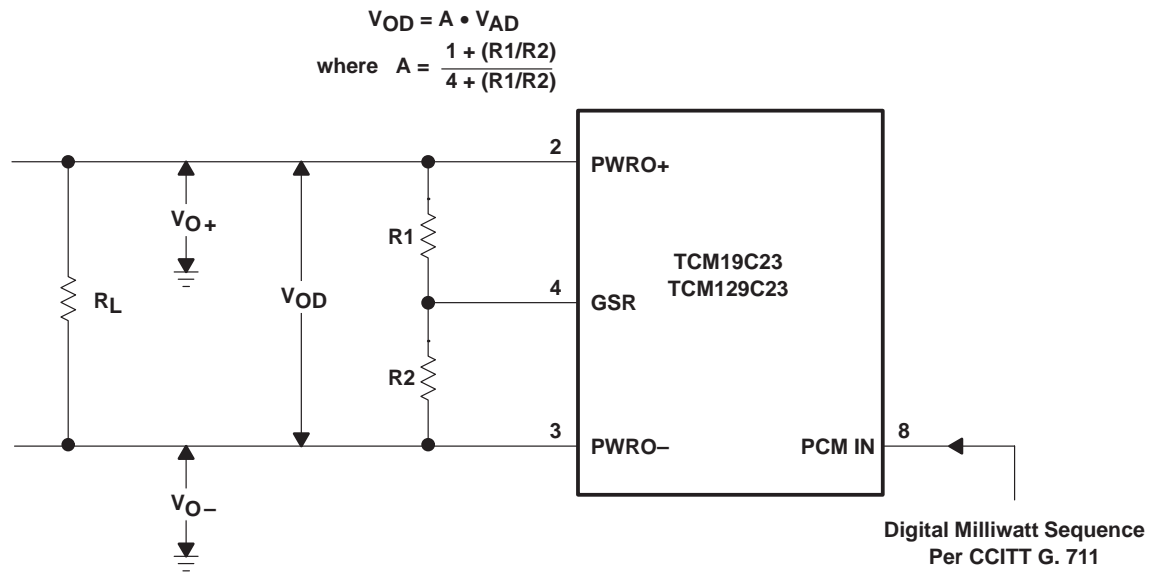 VOD = A • VAD
where A = 1 + (R1/R2)
4 + (R1/R2)
2
PWRO+
VO+
R1
TCM19C23
TCM129C23
4
GSR
RL
VOD
R2
3
PWRO–
PCM IN
8
VO–
Digital Milliwatt Sequence
Per CCITT G. 711